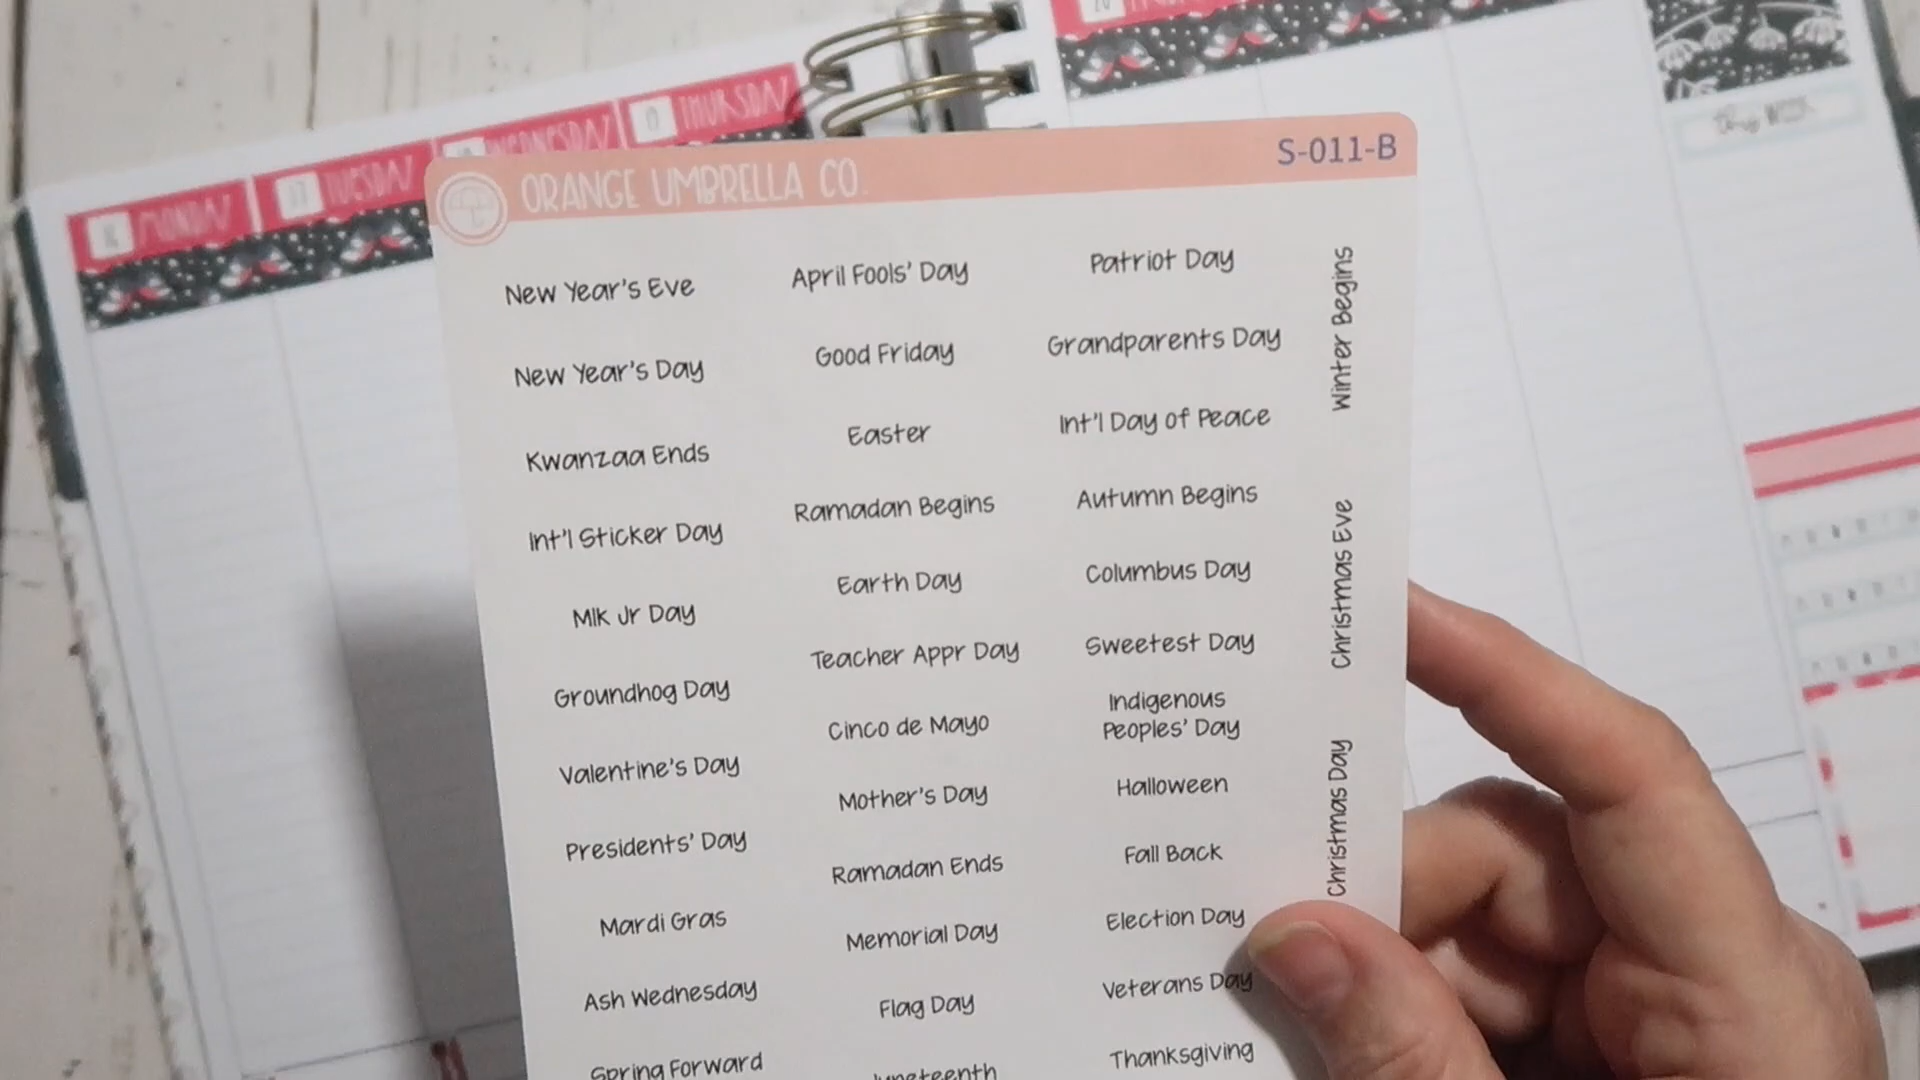 MONDAY
TUESDAY
WEDNESDAY
THURSDAY
ORANGE UMBRELLA CO.
S-011-B
New Year's Eve
New Year's Day
Kwanzaa Ends
Int'l Sticker Day
Mlk Jr Day
Groundhog Day
Valentine's Day
Presidents' Day
Mardi Gras
Ash Wednesday
Spring Forward
April Fools' Day
Good Friday
Easter
Ramadan Begins
Earth Day
Teacher Appr Day
Cinco de Mayo
Mother's Day
Ramadan Ends
Memorial Day
Flag Day
Juneteenth
Patriot Day
Grandparents Day
Int'l Day of Peace
Autumn Begins
Columbus Day
Sweetest Day
Indigenous
Peoples' Day
Halloween
Fall Back
Election Day
Veterans Day
Thanksgiving
Winter Begins
Christmas Eve
Christmas Day